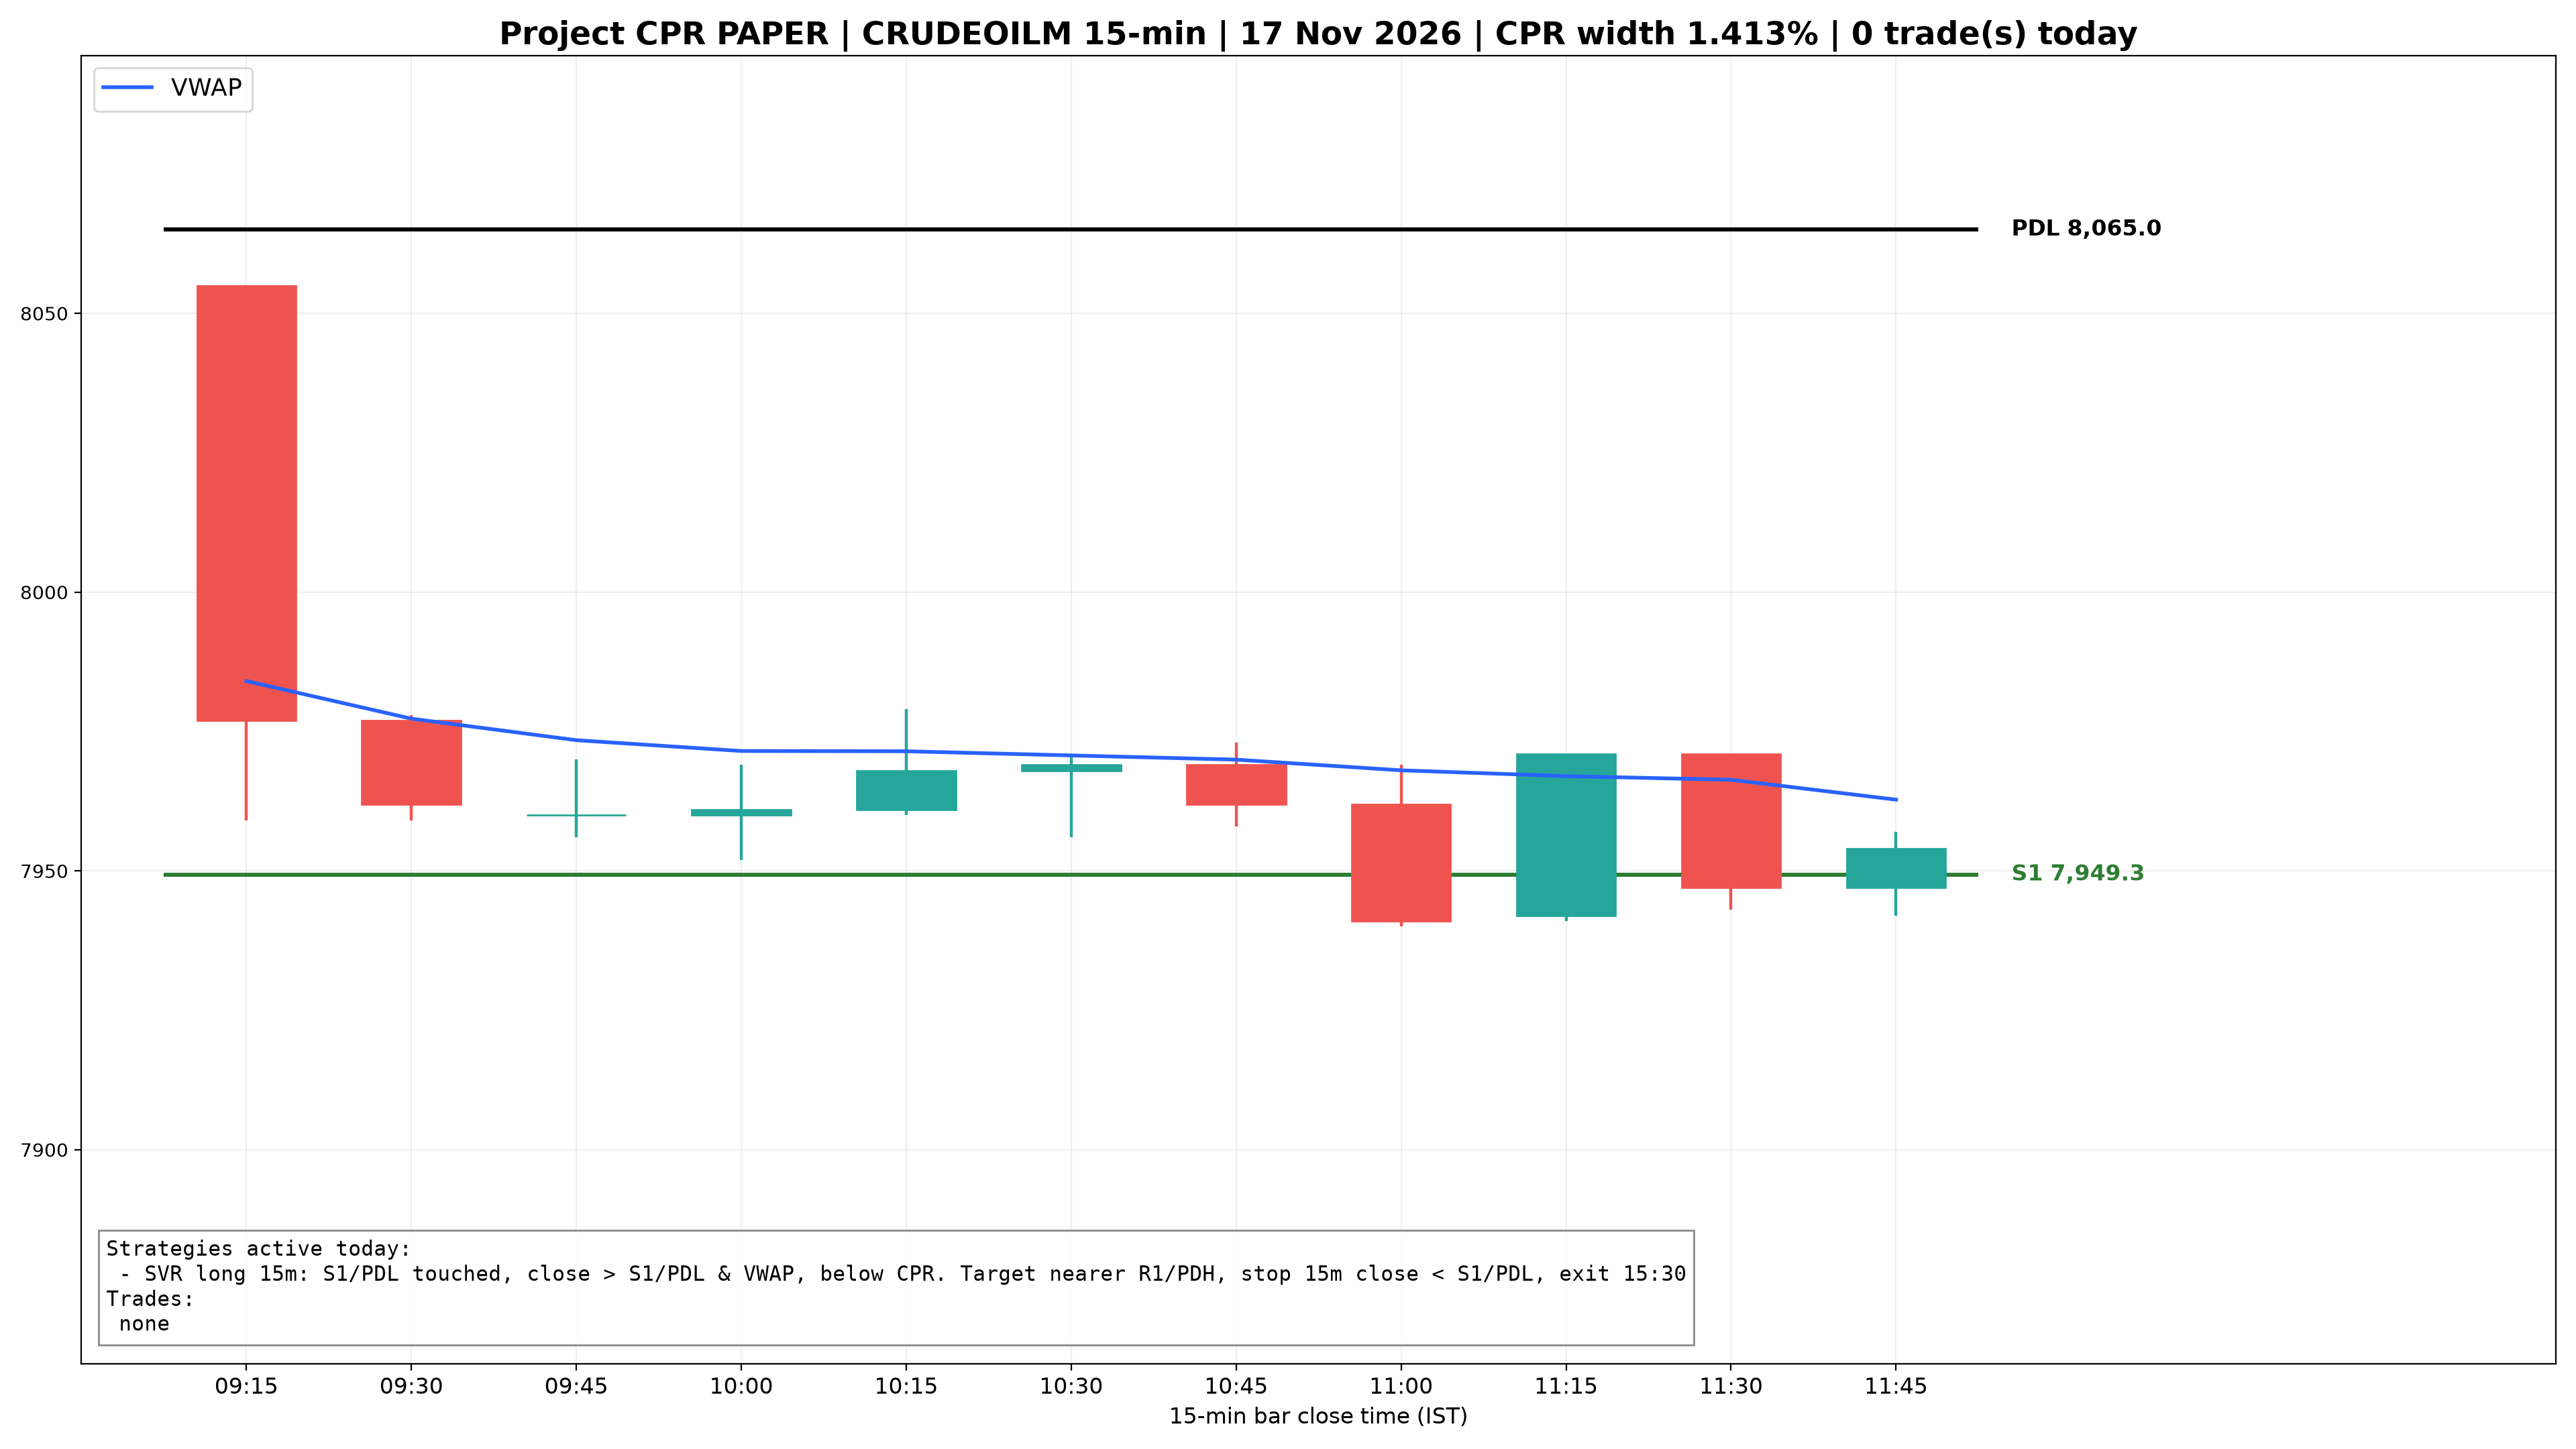 Project CPR PAPER | CRUDEOILM 15-min | 17 Nov 2026 | CPR width 1.413% | 0 trade(s) today
VWAP
PDL 8,065.0
8050
8000
7950
S1 7,949.3
7900
Strategies active today:
- SVR long 15m: S1/PDL touched, close > S1/PDL & VWAP, below CPR. Target nearer R1/PDH, stop 15m close < S1/PDL, exit 15:30
Trades:
none
09:15 09:30 09:45 10:00 10:15 10:30 10:45 11:00 11:15 11:30 11:45
15-min bar close time (IST)